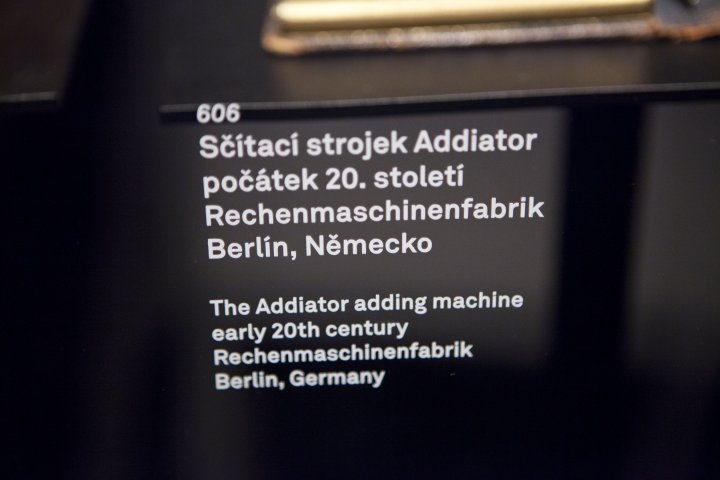 606
Sčítací strojek Addiator
počátek 20. století
Rechenmaschinenfabrik
Berlín, Německo
The Addiator adding machine
early 20th century
Rechenmaschinenfabrik
Berlin, Germany